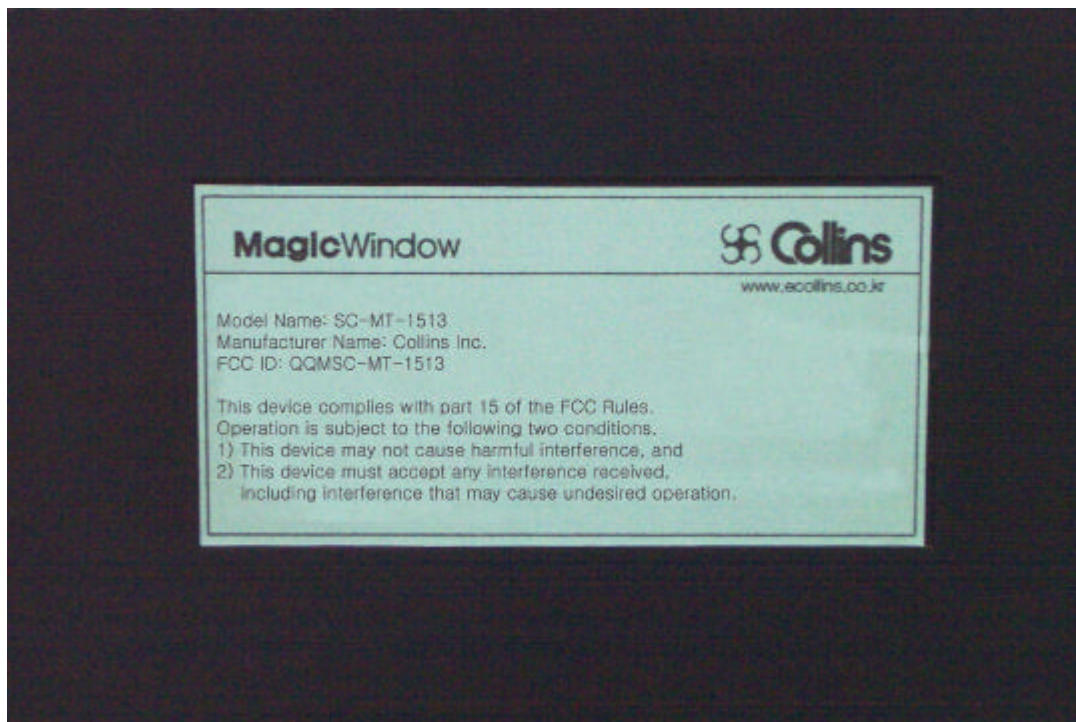 MagicWindow
Collins
www.ecollins.co.kr
Model Name: SC-MT-1513
Manufacturer Name: Collins Inc.
FCC ID: QQMSC-MT-1513
This device complies with part 15 of the FCC Rules.
Operation is subject to the following two conditions.
1) This device may not cause harmful interference, and
2) This device must accept any interference received,
including interference that may cause undesired operation.